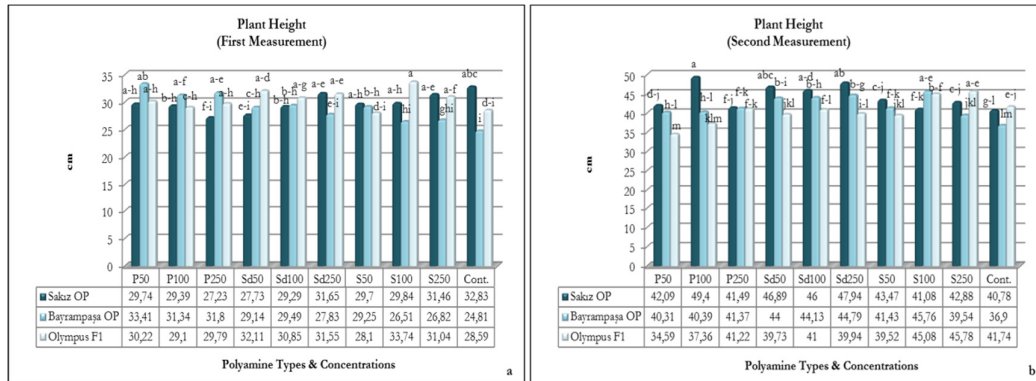 Plant Height
(First Measurement)
cm
35
30
25
20
15
10
5
0
a-h ab a-h
b-h a-f c-h
f-i a-e a-h
e-i c-h a-d
b-h b-h a-g
a-e e-i a-e
a-h b-h d-i
a-h hi a
a-h ghi a-f
abc i d-i
P50 P100 P250 Sd50 Sd100 Sd250 S50 S100 S250 Cont.
Sakız OP 29,74 29,39 27,23 27,73 29,29 31,65 29,7 29,84 31,46 32,83
Bayrampaşa OP 33,41 31,34 31,8 29,14 29,49 27,83 29,25 26,51 26,82 24,81
Olympus F1 30,22 29,1 29,79 32,11 30,85 31,55 28,1 33,74 31,04 28,59
Polyamine Types & Concentrations
a
Plant Height
(Second Measurement)
cm
50
45
40
35
30
25
20
15
10
5
0
d-j h-l m
a h-l klm
f-j f-k f-k
abc b-i jkl
a-d b-h f-l
ab b-g i-l
c-j f-k jkl
a-e b-f
c-j jkl a-e
g-l lm e-j
P50 P100 P250 Sd50 Sd100 Sd250 S50 S100 S250 Cont.
Sakız OP 42,09 49,4 41,49 46,89 46 47,94 43,47 41,08 42,88 40,78
Bayrampaşa OP 40,31 40,39 41,37 44 44,13 44,79 41,43 45,76 39,54 36,9
Olympus F1 34,59 37,36 41,22 39,73 41 39,94 39,52 45,08 45,78 41,74
Polyamine Types & Concentrations
b